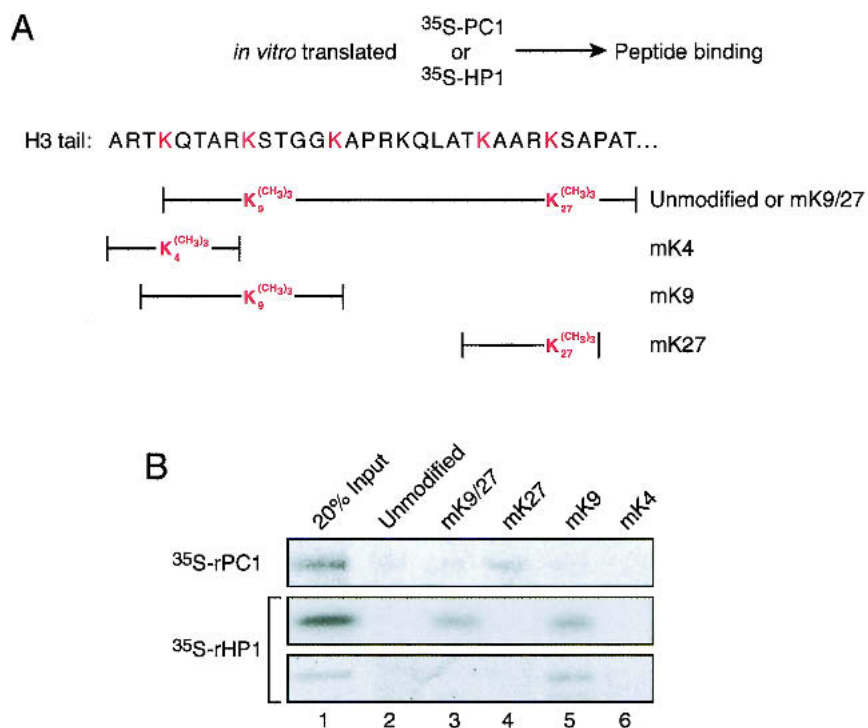 A
in vitro translated
³⁵S-PC1
or
³⁵S-HP1
Peptide binding
H3 tail: ARTKQTARKSTGGKAPRKQLATKAARKSAPAT...
K₉(CH₃)₃ K₂₇(CH₃)₃ Unmodified or mK9/27
K₄(CH₃)₃ mK4
K₉(CH₃)₃ mK9
K₂₇(CH₃)₃ mK27
B
20% Input Unmodified mK9/27 mK27 mK9 mK4
³⁵S-rPC1
³⁵S-rHP1
1 2 3 4 5 6